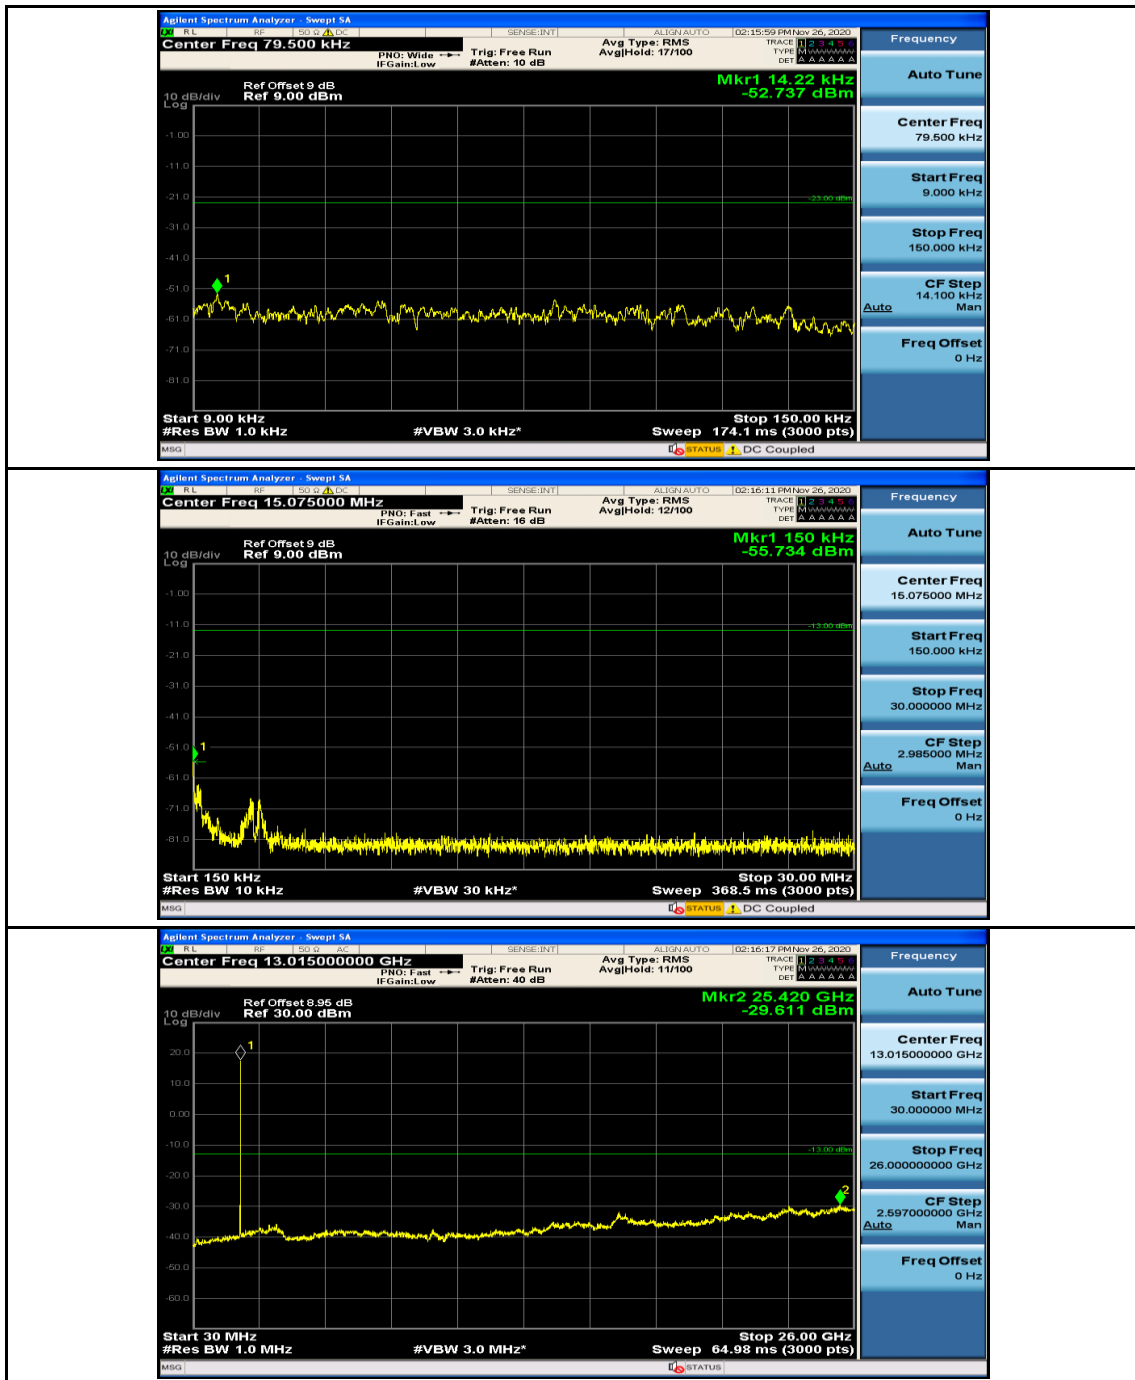 Agilent Spectrum Analyzer - Swept SA
RL RF 50 Ω DC SENSE:INT ALIGN AUTO 02:15:59 PM Nov 26, 2020
Center Freq 79.500 kHz
PNO: Wide
IFGain:Low
Trig: Free Run
#Atten: 10 dB
Avg Type: RMS
Avg|Hold: 17/100
TRACE 1 2 3 4 5 6
TYPE M
DET A A A A A A
Frequency
Auto Tune
Ref Offset 9 dB
10 dB/div Ref 9.00 dBm
Log
Mkr1 14.22 kHz
-52.737 dBm
-1.00
-11.0
-21.0
-31.0
-41.0
-51.0
-61.0
-71.0
-81.0
-23.00 dBm
1
Center Freq
79.500 kHz
Start Freq
9.000 kHz
Stop Freq
150.000 kHz
CF Step
14.100 kHz
Auto Man
Freq Offset
0 Hz
Start 9.00 kHz Stop 150.00 kHz
#Res BW 1.0 kHz #VBW 3.0 kHz* Sweep 174.1 ms (3000 pts)
MSG STATUS DC Coupled
Agilent Spectrum Analyzer - Swept SA
RL RF 50 Ω DC SENSE:INT ALIGN AUTO 02:16:11 PM Nov 26, 2020
Center Freq 15.075000 MHz
PNO: Fast
IFGain:Low
Trig: Free Run
#Atten: 16 dB
Avg Type: RMS
Avg|Hold: 12/100
TRACE 1 2 3 4 5 6
TYPE M
DET A A A A A A
Frequency
Auto Tune
Ref Offset 9 dB
10 dB/div Ref 9.00 dBm
Log
Mkr1 150 kHz
-55.734 dBm
-1.00
-11.0
-21.0
-31.0
-41.0
-51.0
-61.0
-71.0
-81.0
-13.00 dBm
1
Center Freq
15.075000 MHz
Start Freq
150.000 kHz
Stop Freq
30.000000 MHz
CF Step
2.985000 MHz
Auto Man
Freq Offset
0 Hz
Start 150 kHz Stop 30.00 MHz
#Res BW 10 kHz #VBW 30 kHz* Sweep 368.5 ms (3000 pts)
MSG STATUS DC Coupled
Agilent Spectrum Analyzer - Swept SA
RL RF 50 Ω AC SENSE:INT ALIGN AUTO 02:16:17 PM Nov 26, 2020
Center Freq 13.015000000 GHz
PNO: Fast
IFGain:Low
Trig: Free Run
#Atten: 40 dB
Avg Type: RMS
Avg|Hold: 11/100
TRACE 1 2 3 4 5 6
TYPE M
DET A A A A A A
Frequency
Auto Tune
Ref Offset 8.95 dB
10 dB/div Ref 30.00 dBm
Log
Mkr2 25.420 GHz
-29.611 dBm
20.0
10.0
0.00
-10.0
-20.0
-30.0
-40.0
-50.0
-60.0
-13.00 dBm
1
2
Center Freq
13.015000000 GHz
Start Freq
30.000000 MHz
Stop Freq
26.000000000 GHz
CF Step
2.597000000 GHz
Auto Man
Freq Offset
0 Hz
Start 30 MHz Stop 26.00 GHz
#Res BW 1.0 MHz #VBW 3.0 MHz* Sweep 64.98 ms (3000 pts)
MSG STATUS